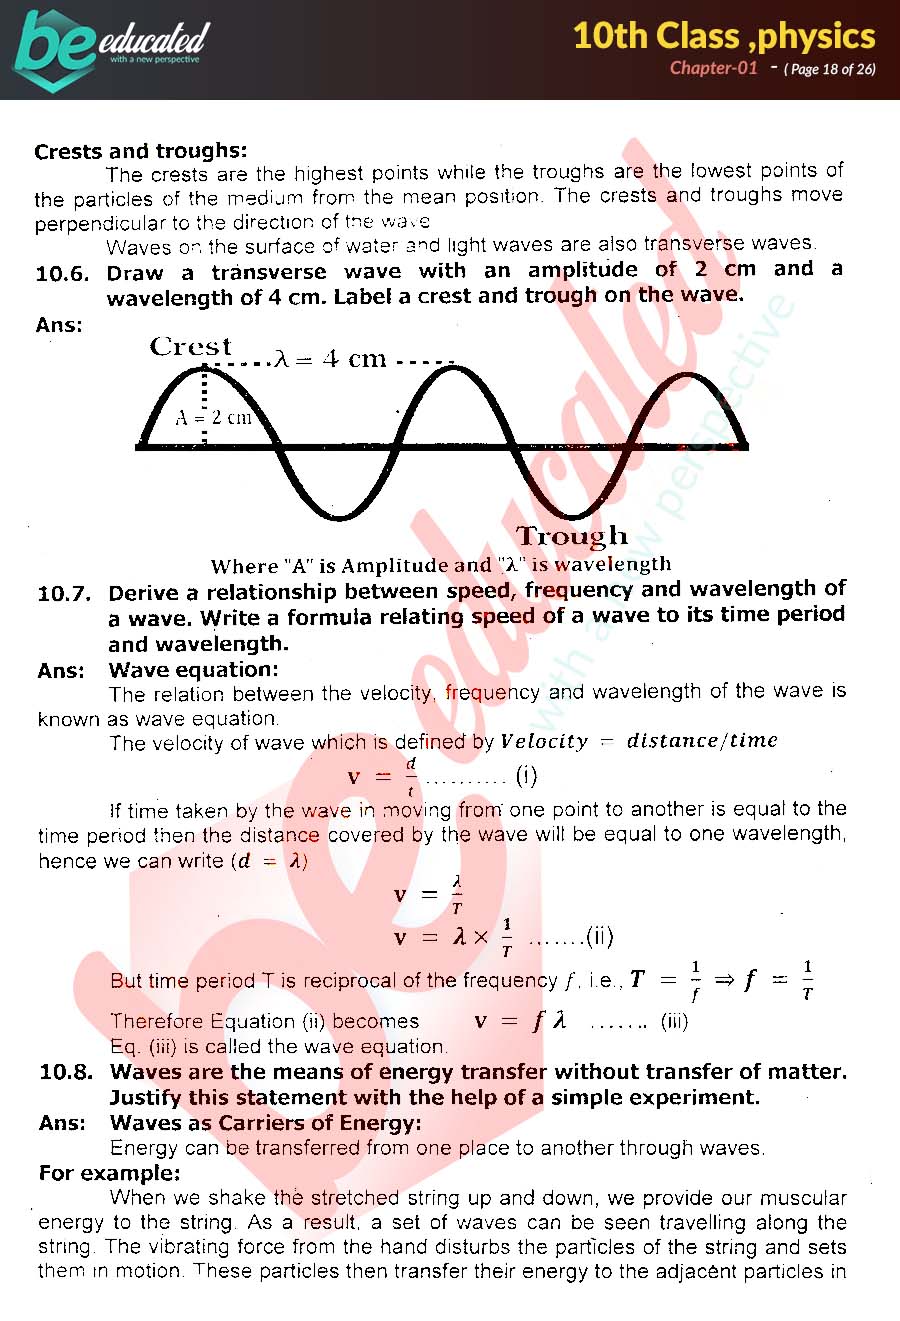 be educated
with a new perspective
10th Class ,physics
Chapter-01 - ( Page 18 of 26)
Crests and troughs:
The crests are the highest points while the troughs are the lowest points of
the particles of the medium from the mean position. The crests and troughs move
perpendicular to the direction of the wave
Waves on the surface of water and light waves are also transverse waves.
10.6. Draw a transverse wave with an amplitude of 2 cm and a
wavelength of 4 cm. Label a crest and trough on the wave.
Ans:
Crest
......λ = 4 cm -----
A = 2 cm
Trough
Where "A" is Amplitude and "λ" is wavelength
10.7. Derive a relationship between speed, frequency and wavelength of
a wave. Write a formula relating speed of a wave to its time period
and wavelength.
Ans: Wave equation:
The relation between the velocity, frequency and wavelength of the wave is
known as wave equation.
The velocity of wave which is defined by Velocity = distance/time
v = d/t .......... (i)
If time taken by the wave in moving from one point to another is equal to the
time period then the distance covered by the wave will be equal to one wavelength,
hence we can write (d = λ)
v = λ/T
v = λ × 1/T .......(ii)
But time period T is reciprocal of the frequency f, i.e., T = 1/f ⇒ f = 1/T
Therefore Equation (ii) becomes v = f λ ....... (iii)
Eq. (iii) is called the wave equation.
10.8. Waves are the means of energy transfer without transfer of matter.
Justify this statement with the help of a simple experiment.
Ans: Waves as Carriers of Energy:
Energy can be transferred from one place to another through waves.
For example:
When we shake the stretched string up and down, we provide our muscular
energy to the string. As a result, a set of waves can be seen travelling along the
string. The vibrating force from the hand disturbs the particles of the string and sets
them in motion. These particles then transfer their energy to the adjacent particles in
be educated
with a new perspective